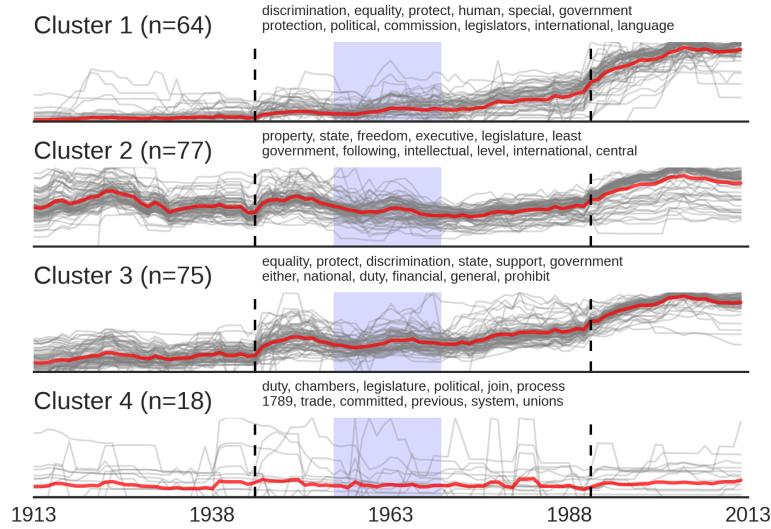 Cluster 1 (n=64)
discrimination, equality, protect, human, special, government
protection, political, commission, legislators, international, language
Cluster 2 (n=77)
property, state, freedom, executive, legislature, least
government, following, intellectual, level, international, central
Cluster 3 (n=75)
equality, protect, discrimination, state, support, government
either, national, duty, financial, general, prohibit
Cluster 4 (n=18)
duty, chambers, legislature, political, join, process
1789, trade, committed, previous, system, unions
1913 1938 1963 1988 2013